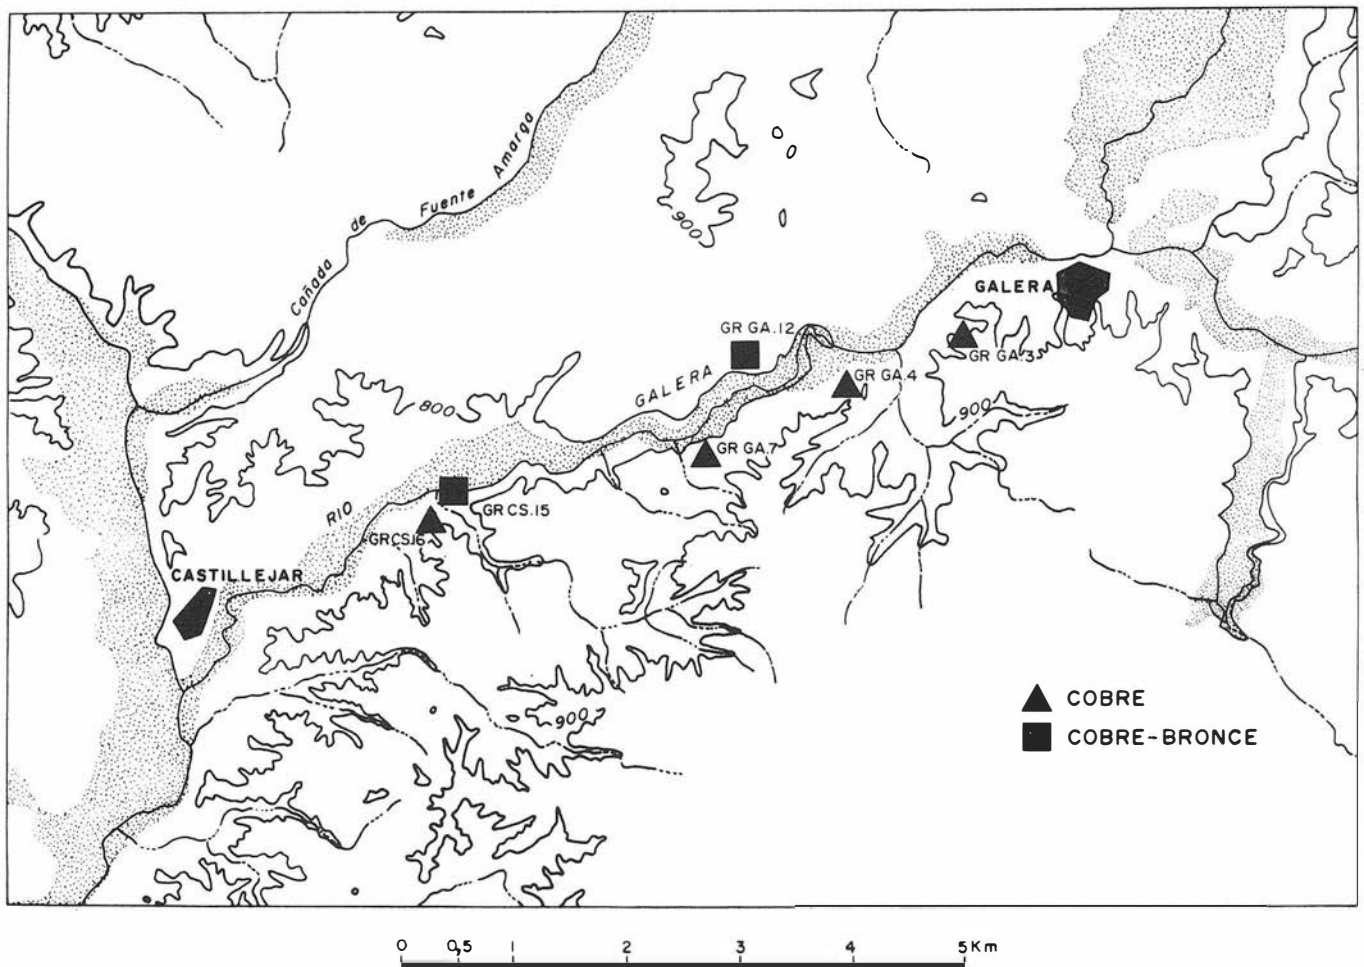 Cañada de Fuente Amarga
900
GALERA
GR GA.12
GR GA.3
GR GA.4
RIO GALERA
800
900
GR GA.7
GR CS.15
GR CS.16
CASTILLEJAR
900
COBRE
COBRE-BRONCE
0 0,5 1 2 3 4 5 Km